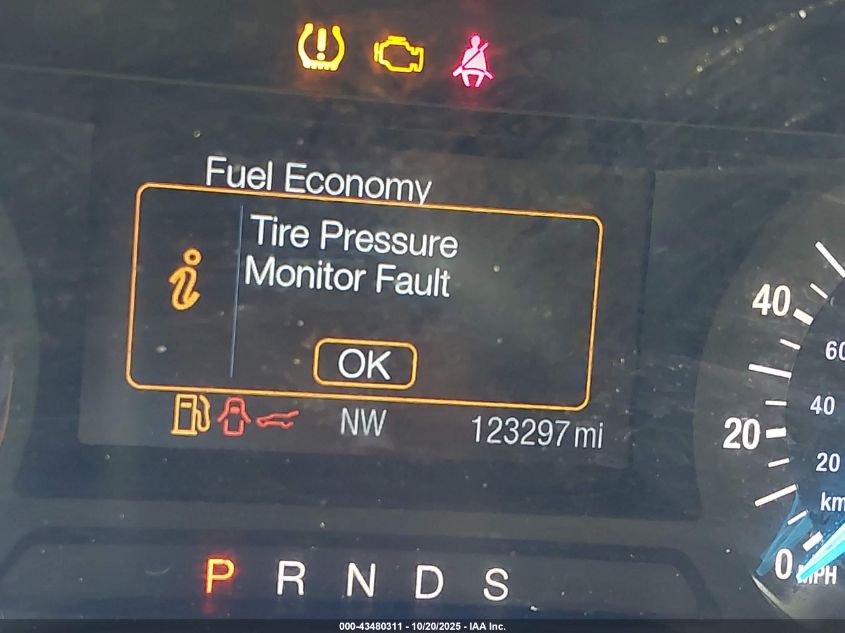 Fuel Economy
Tire Pressure
Monitor Fault
OK
NW 123297 mi
40
20
0 MPH
60
40
20
km
P R N D S
000-43480311 - 10/20/2025 - IAA Inc.